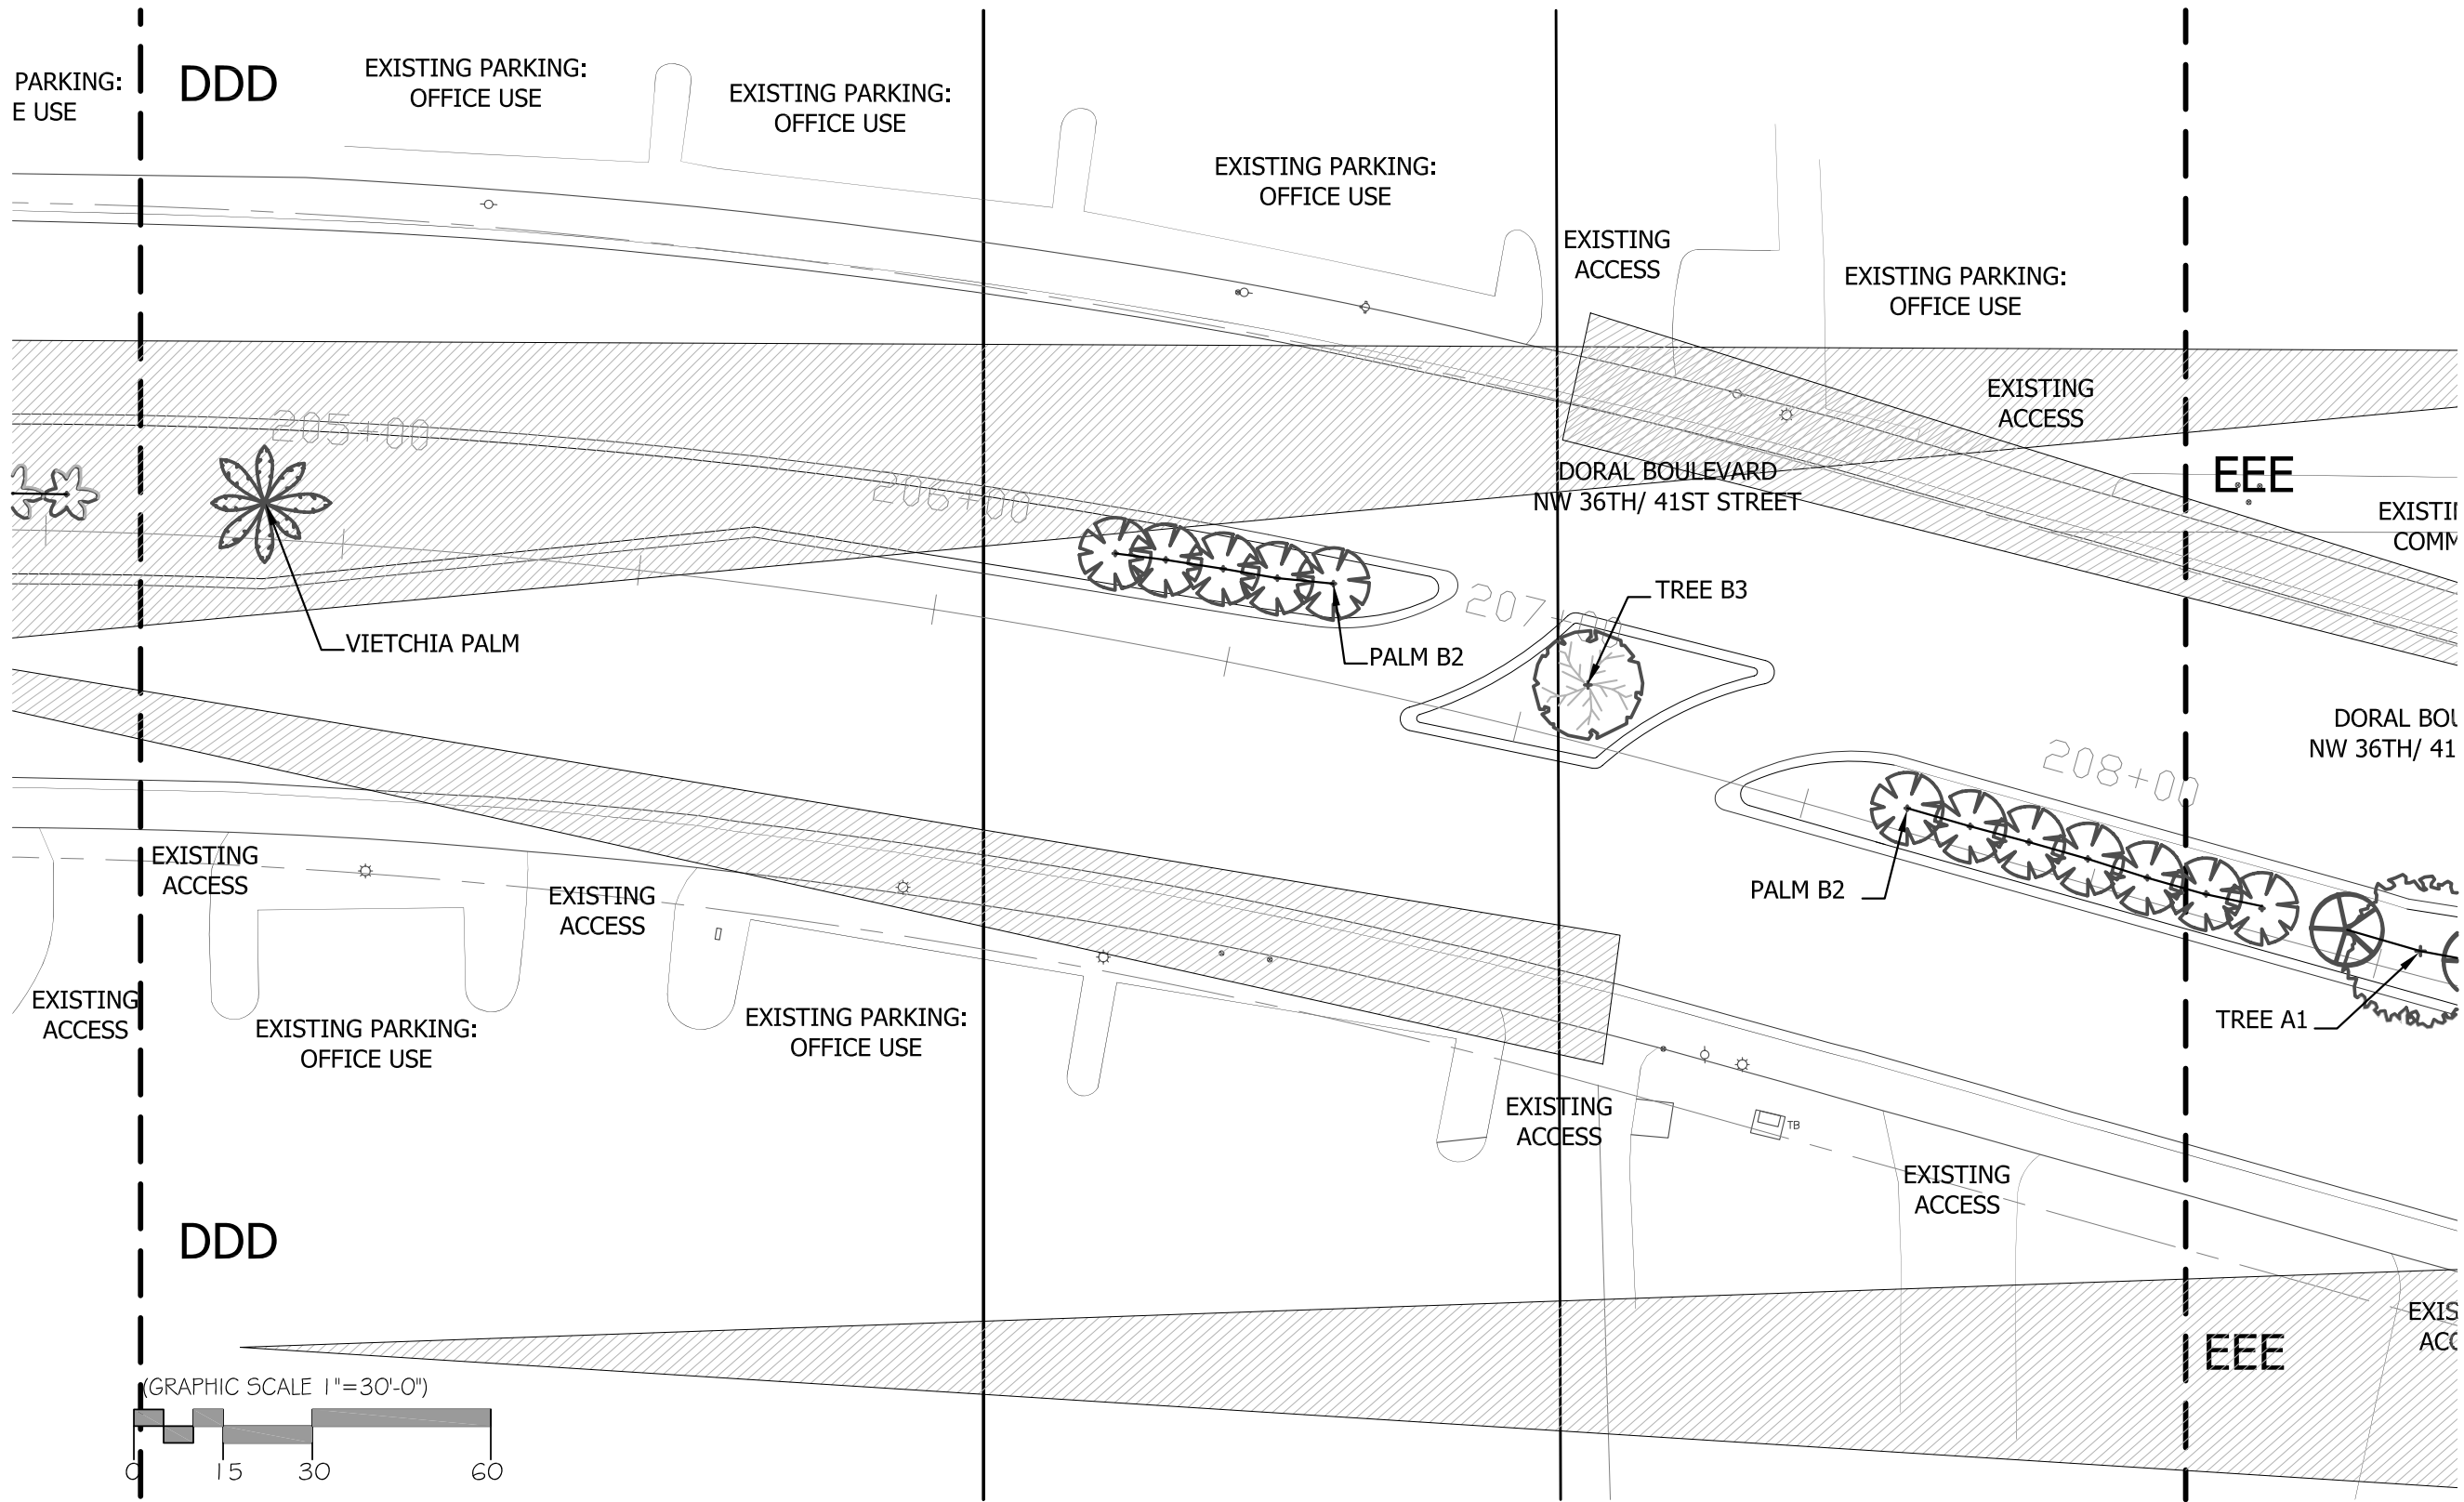 PARKING:
E USE
DDD
EXISTING PARKING:
OFFICE USE
EXISTING PARKING:
OFFICE USE
EXISTING PARKING:
OFFICE USE
EXISTING
ACCESS
EXISTING PARKING:
OFFICE USE
EXISTING
ACCESS
205+00
206+00
DORAL BOULEVARD
NW 36TH/ 41ST STREET
EEE
EXISTI
COMM
207+00
TREE B3
VIETCHIA PALM
PALM B2
DORAL BOU
NW 36TH/ 41
208+00
PALM B2
EXISTING
ACCESS
EXISTING
ACCESS
EXISTING
ACCESS
EXISTING PARKING:
OFFICE USE
EXISTING PARKING:
OFFICE USE
TREE A1
EXISTING
ACCESS
TB
EXISTING
ACCESS
DDD
EXIS
ACC
EEE
(GRAPHIC SCALE 1"=30'-0")
0 15 30 60